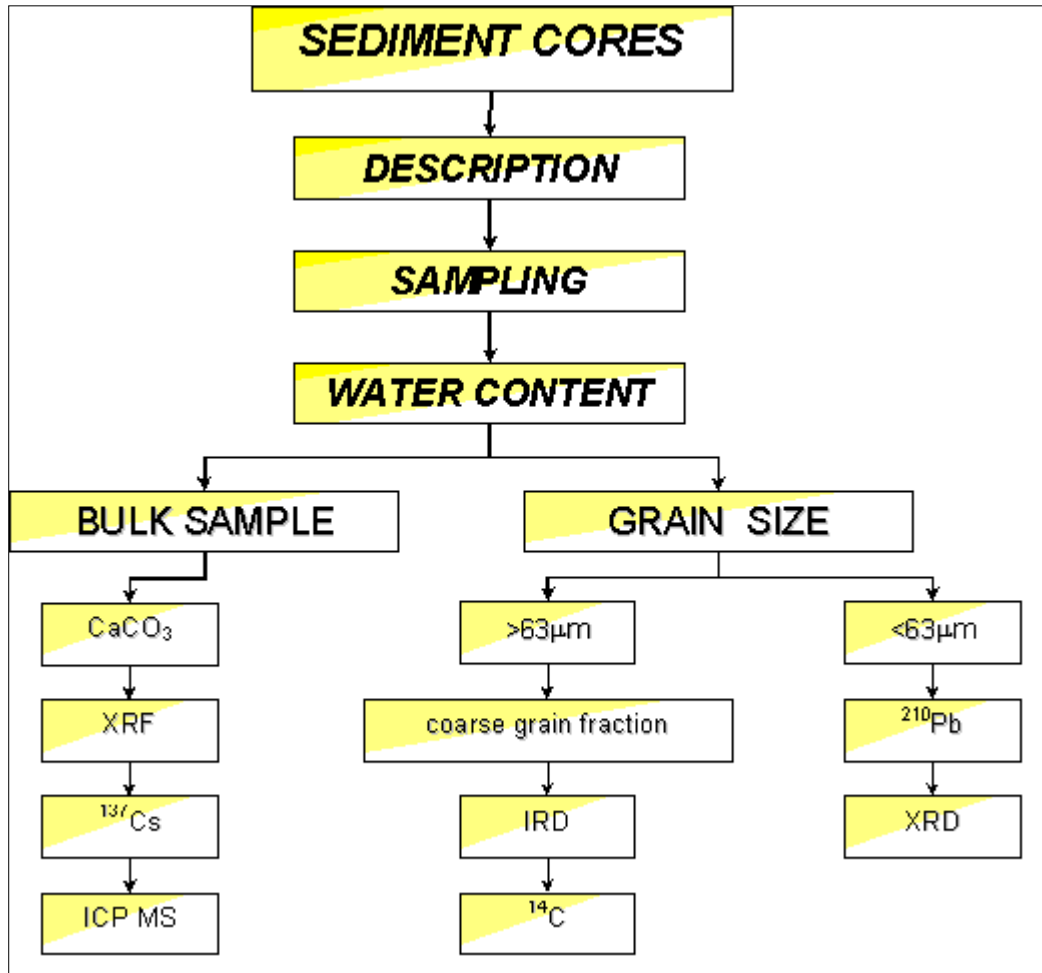 SEDIMENT CORES
DESCRIPTION
SAMPLING
WATER CONTENT
BULK SAMPLE
GRAIN SIZE
CaCO₃
>63µm
<63µm
XRF
coarse grain fraction
²¹⁰Pb
¹³⁷Cs
IRD
XRD
ICP MS
¹⁴C